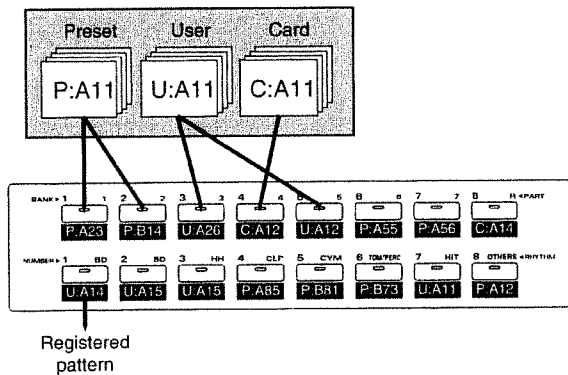 Preset User Card
P:A11 U:A11 C:A11
BANK▸ 1 1 2 2 3 3 4 4 5 6 6 7 7 8 R ◂PART
P:A23 P:B14 U:A26 C:A12 U:A12 P:A55 P:A56 C:A14
NUMBER▸ 1 BD 2 SD 3 HH 4 CLP 5 CYM 6 TOM/PERC 7 HIT 8 OTHERS ◂RHYTHM
U:A14 U:A15 U:A15 P:A85 P:B81 P:B73 U:A11 P:A12
Registered
pattern